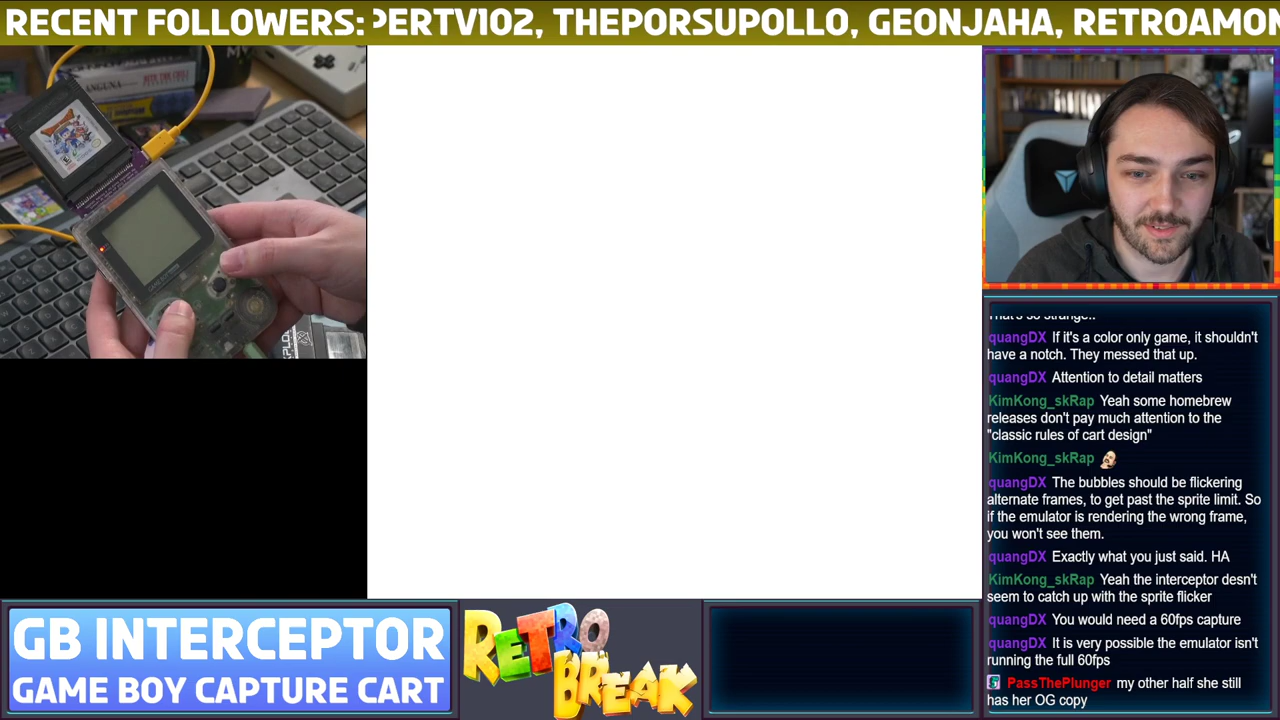 RECENT FOLLOWERS: PERTV102, THEPORSUPOLLO, GEONJAHA, RETROAMON
That's so strange..
quangDX If it's a color only game, it shouldn't
have a notch. They messed that up.
quangDX Attention to detail matters
KimKong_skRap Yeah some homebrew
releases don't pay much attention to the
"classic rules of cart design"
KimKong_skRap
quangDX The bubbles should be flickering
alternate frames, to get past the sprite limit. So
if the emulator is rendering the wrong frame,
you won't see them.
quangDX Exactly what you just said. HA
KimKong_skRap Yeah the interceptor desn't
seem to catch up with the sprite flicker
quangDX You would need a 60fps capture
quangDX It is very possible the emulator isn't
running the full 60fps
PassThePlunger my other half she still
has her OG copy
GB INTERCEPTOR
GAME BOY CAPTURE CART
RETRO
BREAK